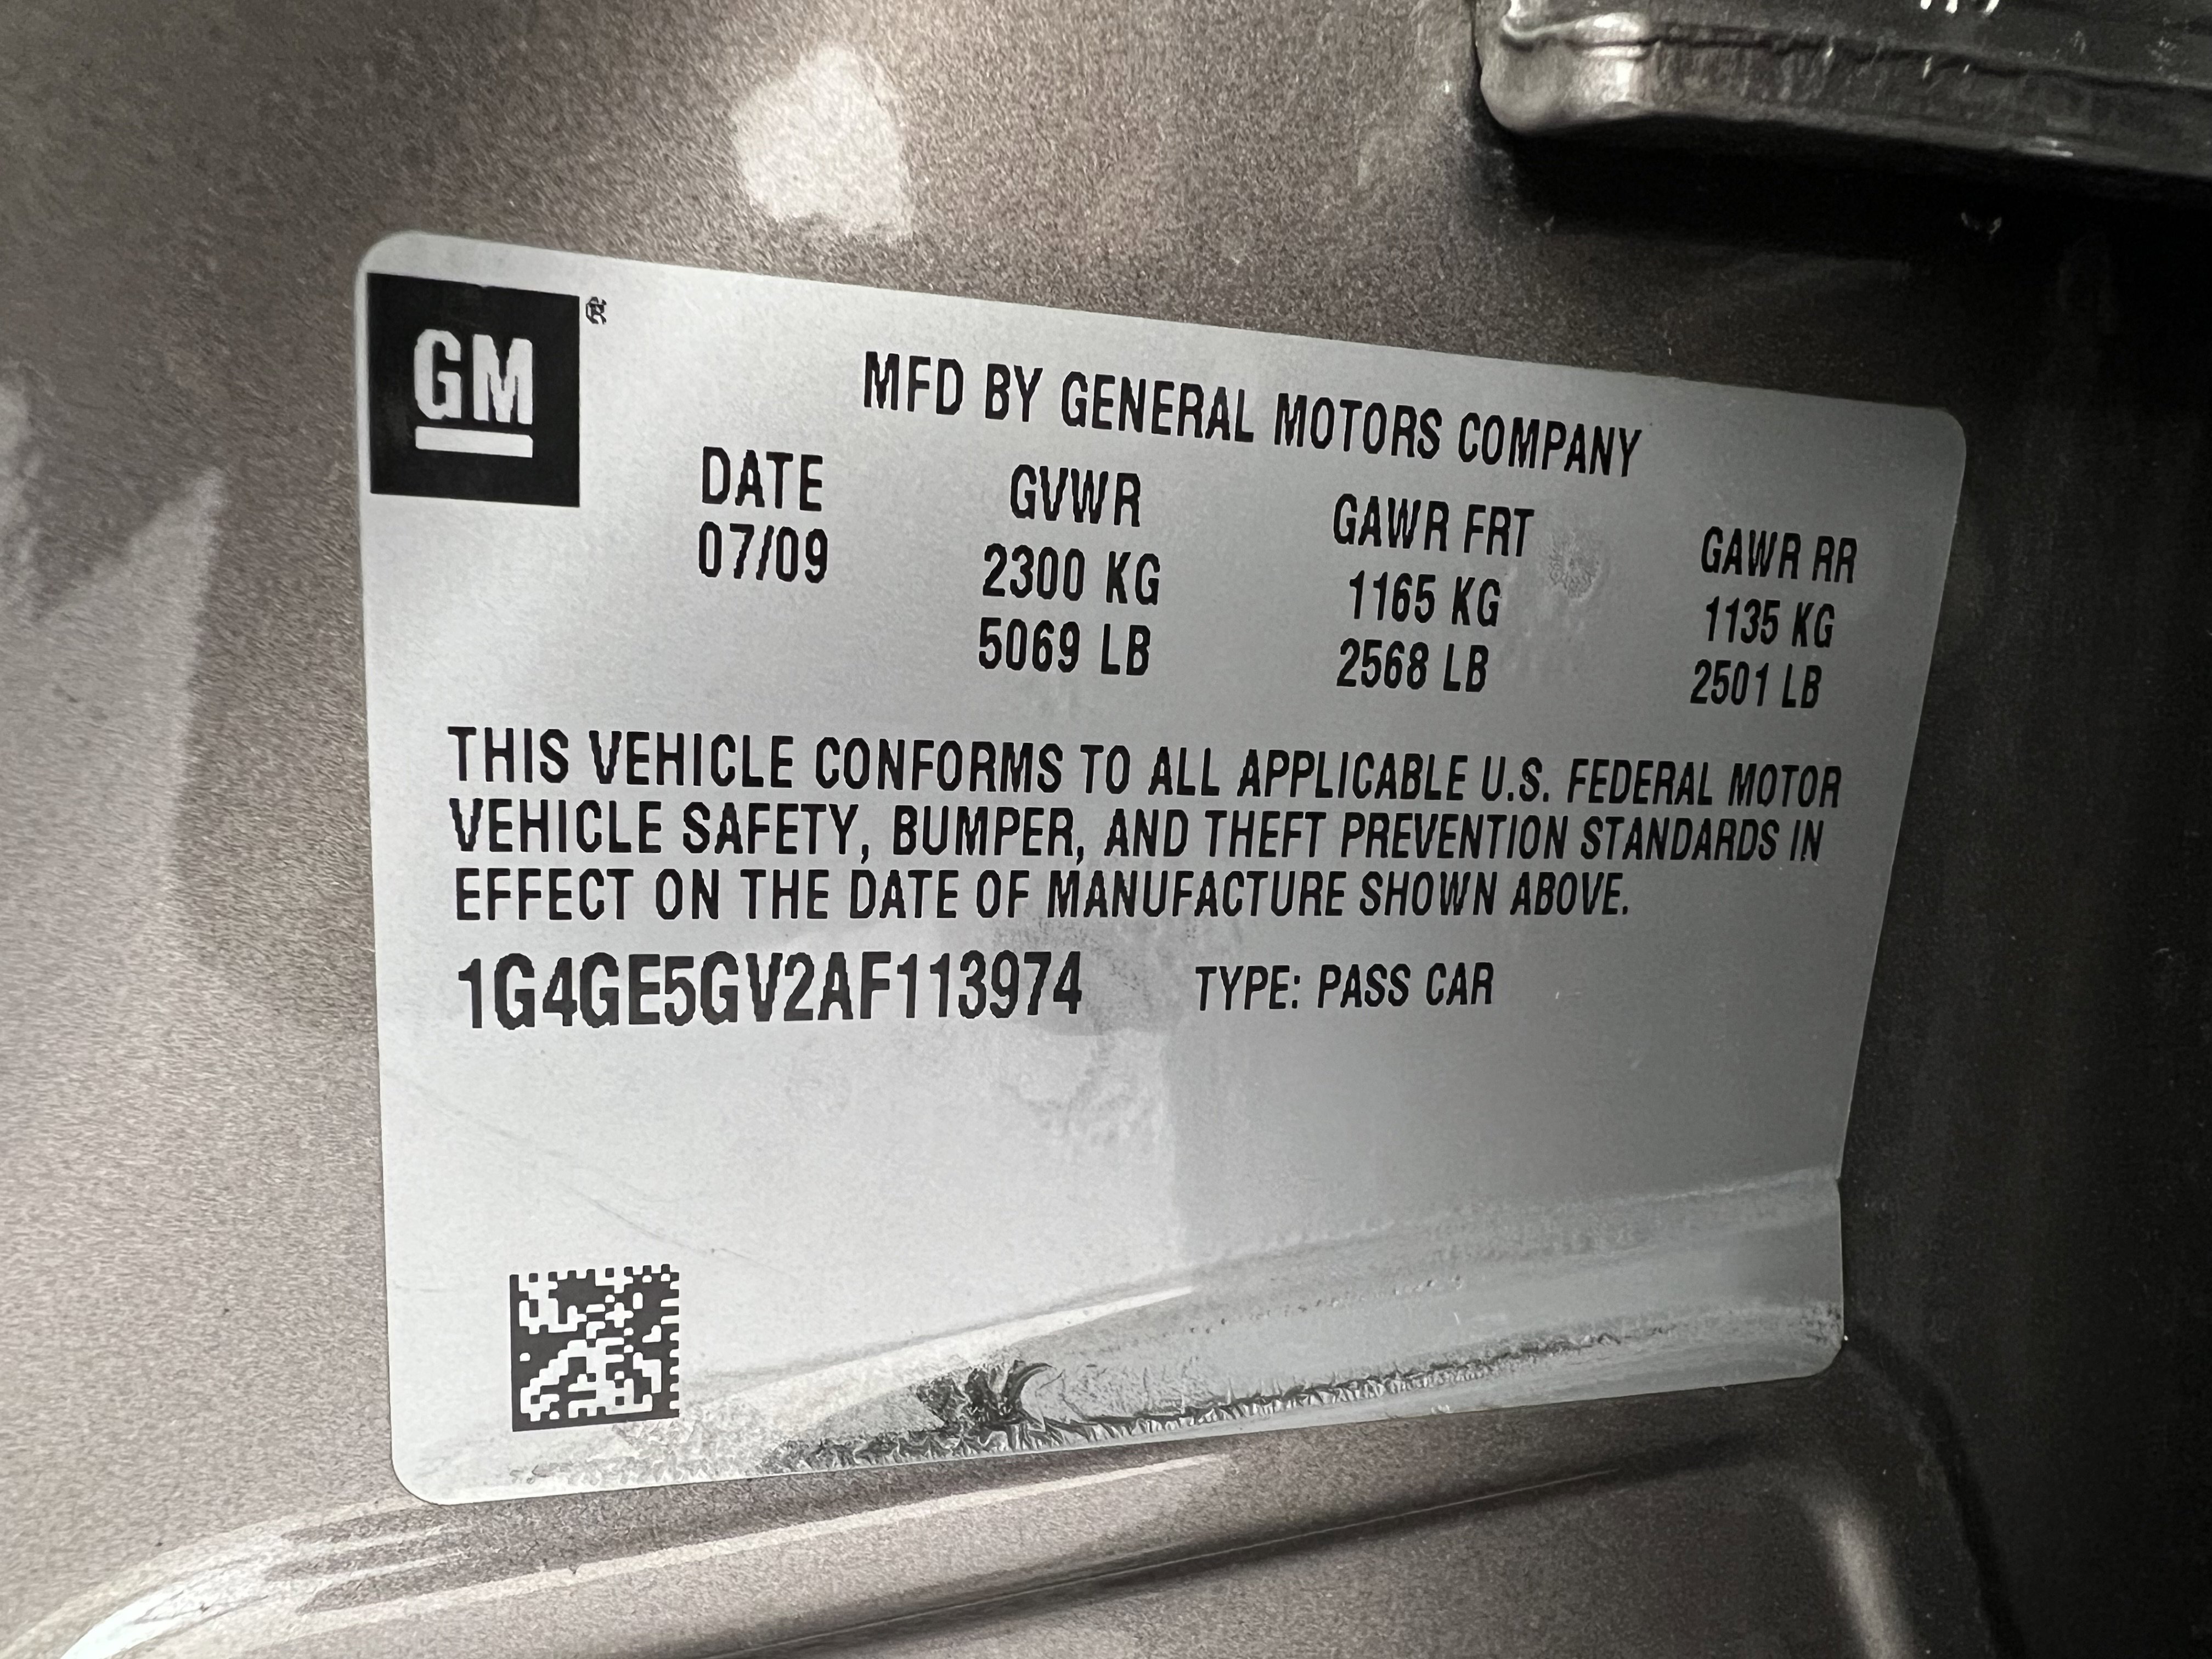 GM®
MFD BY GENERAL MOTORS COMPANY
DATE GVWR GAWR FRT GAWR RR
07/09 2300 KG 1165 KG 1135 KG
5069 LB 2568 LB 2501 LB
THIS VEHICLE CONFORMS TO ALL APPLICABLE U.S. FEDERAL MOTOR
VEHICLE SAFETY, BUMPER, AND THEFT PREVENTION STANDARDS IN
EFFECT ON THE DATE OF MANUFACTURE SHOWN ABOVE.
1G4GE5GV2AF113974 TYPE: PASS CAR